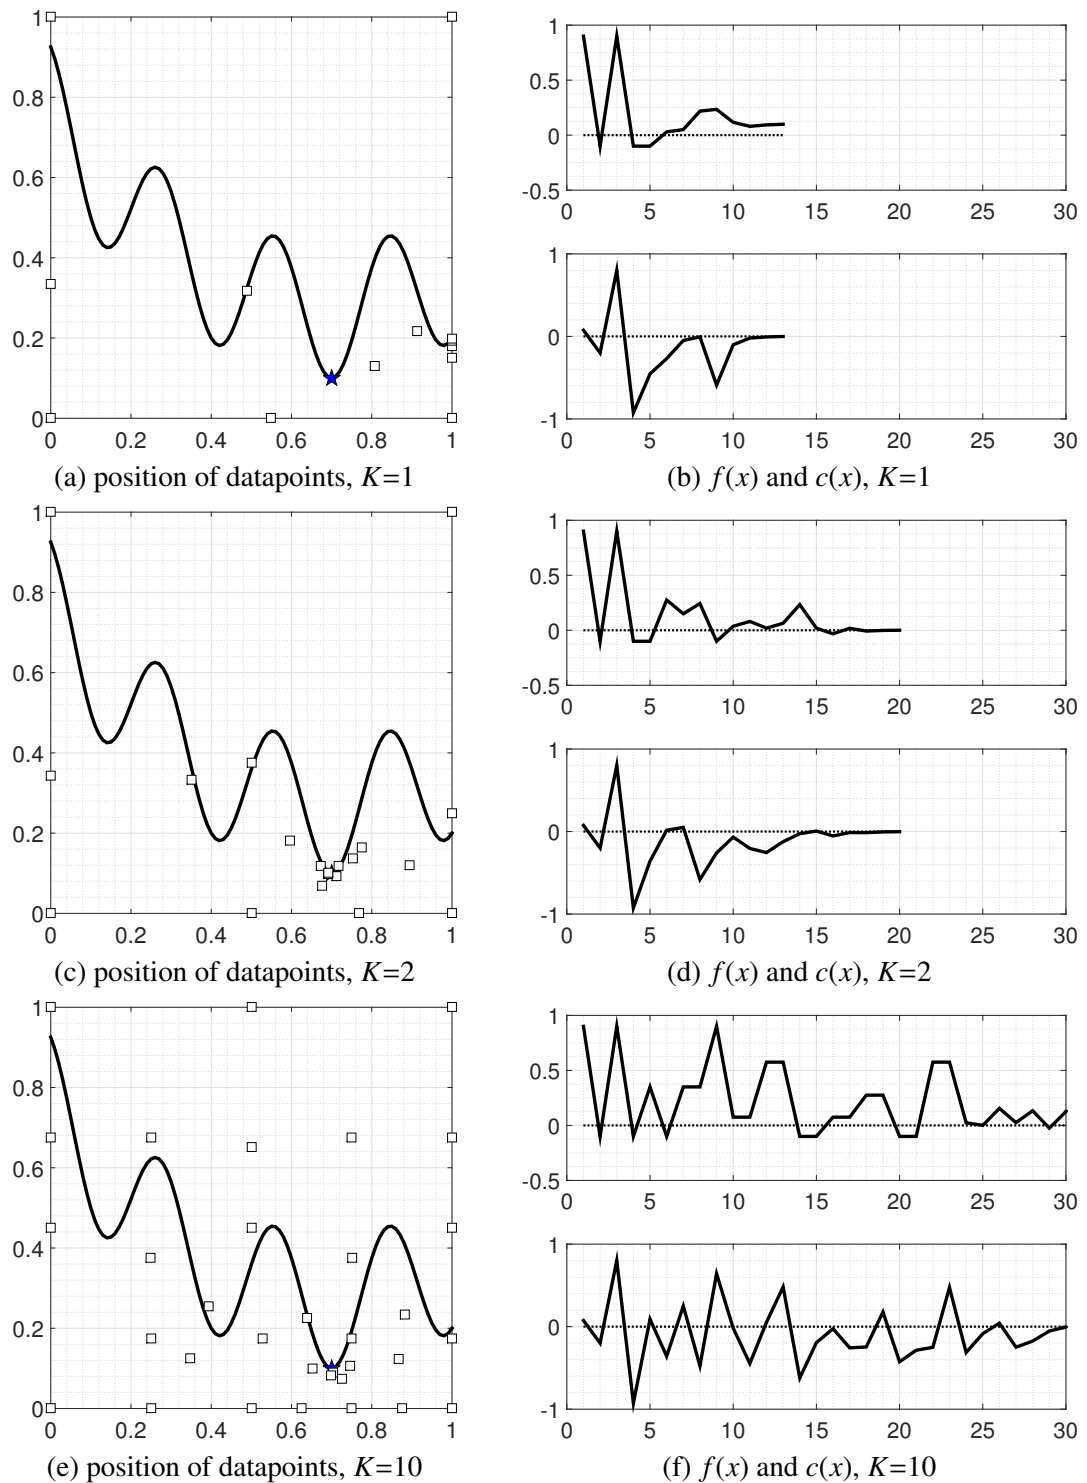 1
0.8
0.6
0.4
0.2
0
0 0.2 0.4 0.6 0.8 1
(a) position of datapoints, K=1
1
0.5
0
-0.5
0 5 10 15 20 25 30
1
0
-1
0 5 10 15 20 25 30
(b) f(x) and c(x), K=1
1
0.8
0.6
0.4
0.2
0
0 0.2 0.4 0.6 0.8 1
(c) position of datapoints, K=2
1
0.5
0
-0.5
0 5 10 15 20 25 30
1
0
-1
0 5 10 15 20 25 30
(d) f(x) and c(x), K=2
1
0.8
0.6
0.4
0.2
0
0 0.2 0.4 0.6 0.8 1
(e) position of datapoints, K=10
1
0.5
0
-0.5
0 5 10 15 20 25 30
1
0
-1
0 5 10 15 20 25 30
(f) f(x) and c(x), K=10